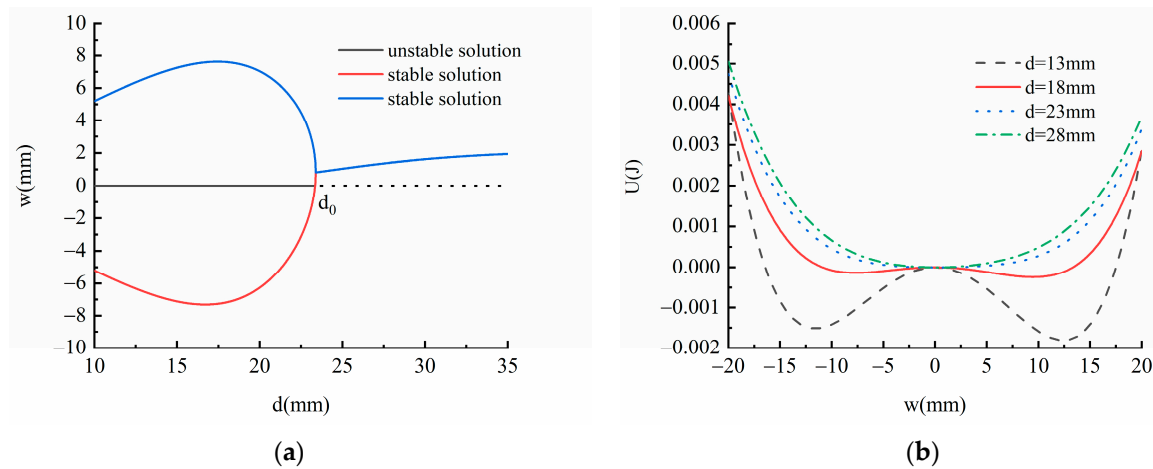 10
8
6
4
2
0
−2
−4
−6
−8
−10
w(mm)
10 15 20 25 30 35
d(mm)
unstable solution
stable solution
stable solution
d0
(a)
0.006
0.005
0.004
0.003
0.002
0.001
0.000
−0.001
−0.002
U(J)
−20 −15 −10 −5 0 5 10 15 20
w(mm)
d=13mm
d=18mm
d=23mm
d=28mm
(b)